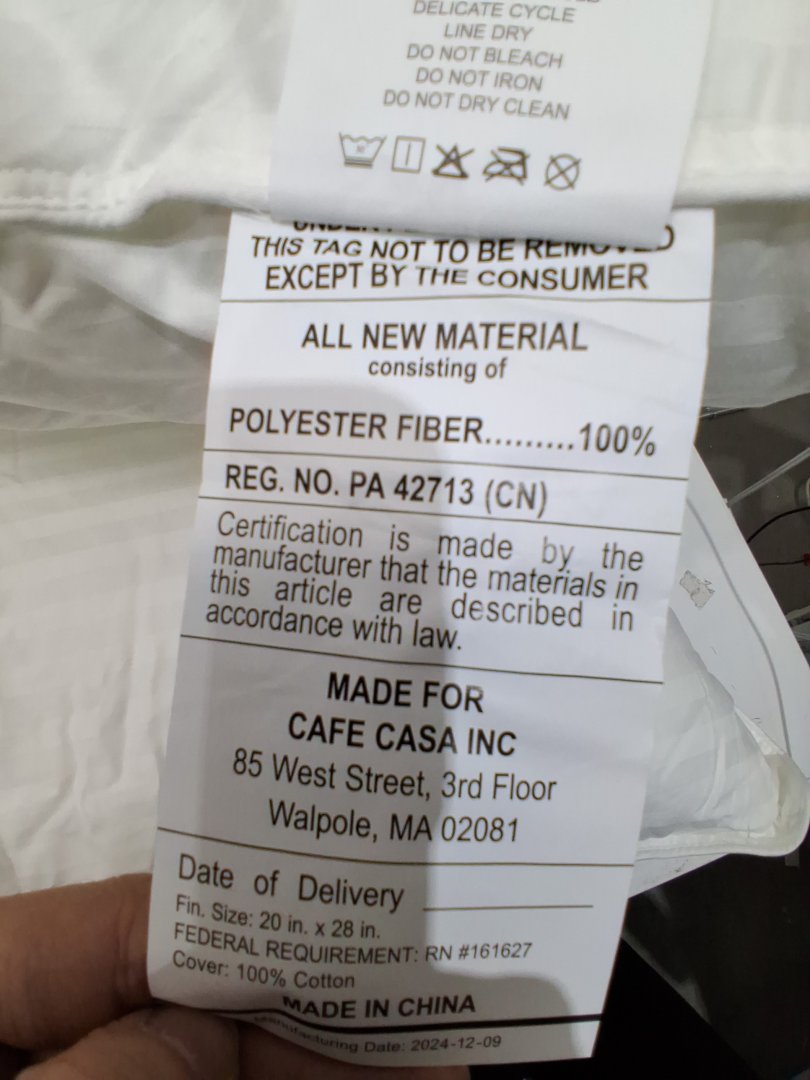 DELICATE CYCLE
LINE DRY
DO NOT BLEACH
DO NOT IRON
DO NOT DRY CLEAN
THIS TAG NOT TO BE REMOVED
EXCEPT BY THE CONSUMER
ALL NEW MATERIAL
consisting of
POLYESTER FIBER.........100%
REG. NO. PA 42713 (CN)
Certification is made by the
manufacturer that the materials in
this article are described in
accordance with law.
MADE FOR
CAFE CASA INC
85 West Street, 3rd Floor
Walpole, MA 02081
Date of Delivery
Fin. Size: 20 in. x 28 in.
FEDERAL REQUIREMENT: RN #161627
Cover: 100% Cotton
MADE IN CHINA
Manufacturing Date: 2024-12-09